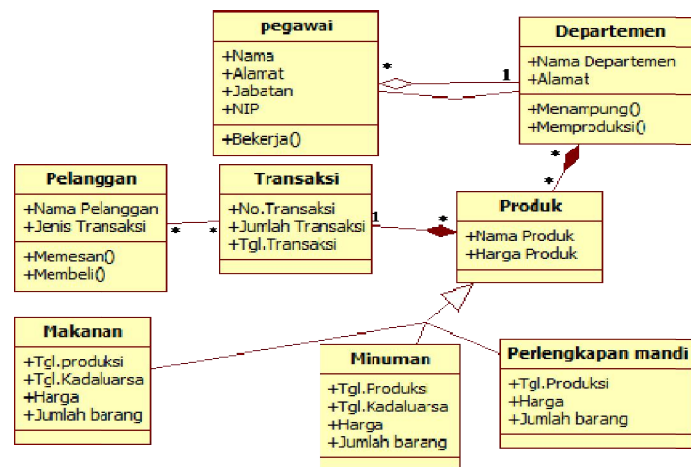 pegawai
+Nama
+Alamat
+Jabatan
+NIP
+Bekerja()
*
1
Departemen
+Nama Departemen
+Alamat
+Menampung()
+Memproduksi()
*
*
Pelanggan
+Nama Pelanggan
+Jenis Transaksi
+Memesan()
+Membeli()
*
*
Transaksi
+No.Transaksi
+Jumlah Transaksi
+Tgl.Transaksi
1
*
Produk
+Nama Produk
+Harga Produk
Makanan
+Tgl.produksi
+Tgl.Kadaluarsa
+Harga
+Jumlah barang
Minuman
+Tgl.Produksi
+Tgl.Kadaluarsa
+Harga
+Jumlah barang
Perlengkapan mandi
+Tgl.Produksi
+Harga
+Jumlah barang